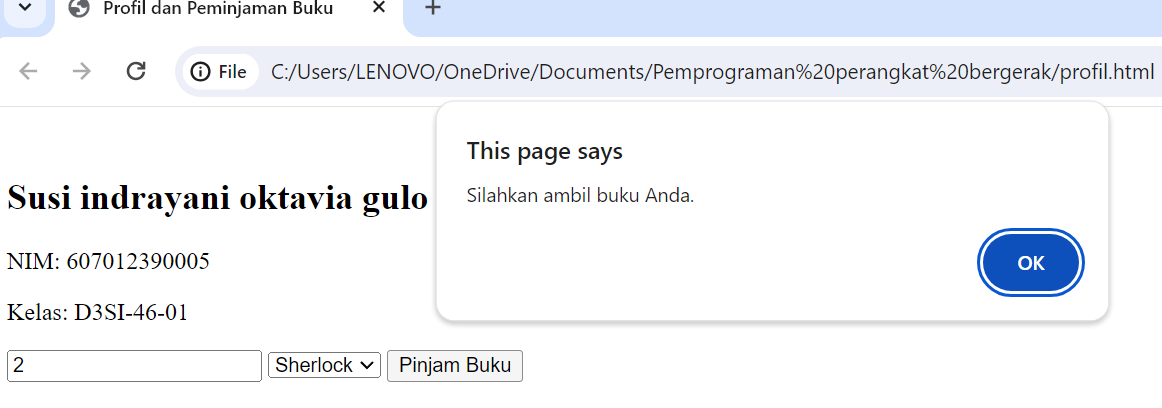 Profil dan Peminjaman Buku
File
C:/Users/LENOVO/OneDrive/Documents/Pemprograman%20perangkat%20bergerak/profil.html
This page says
Silahkan ambil buku Anda.
OK
Susi indrayani oktavia gulo
NIM: 607012390005
Kelas: D3SI-46-01
2 Sherlock Pinjam Buku